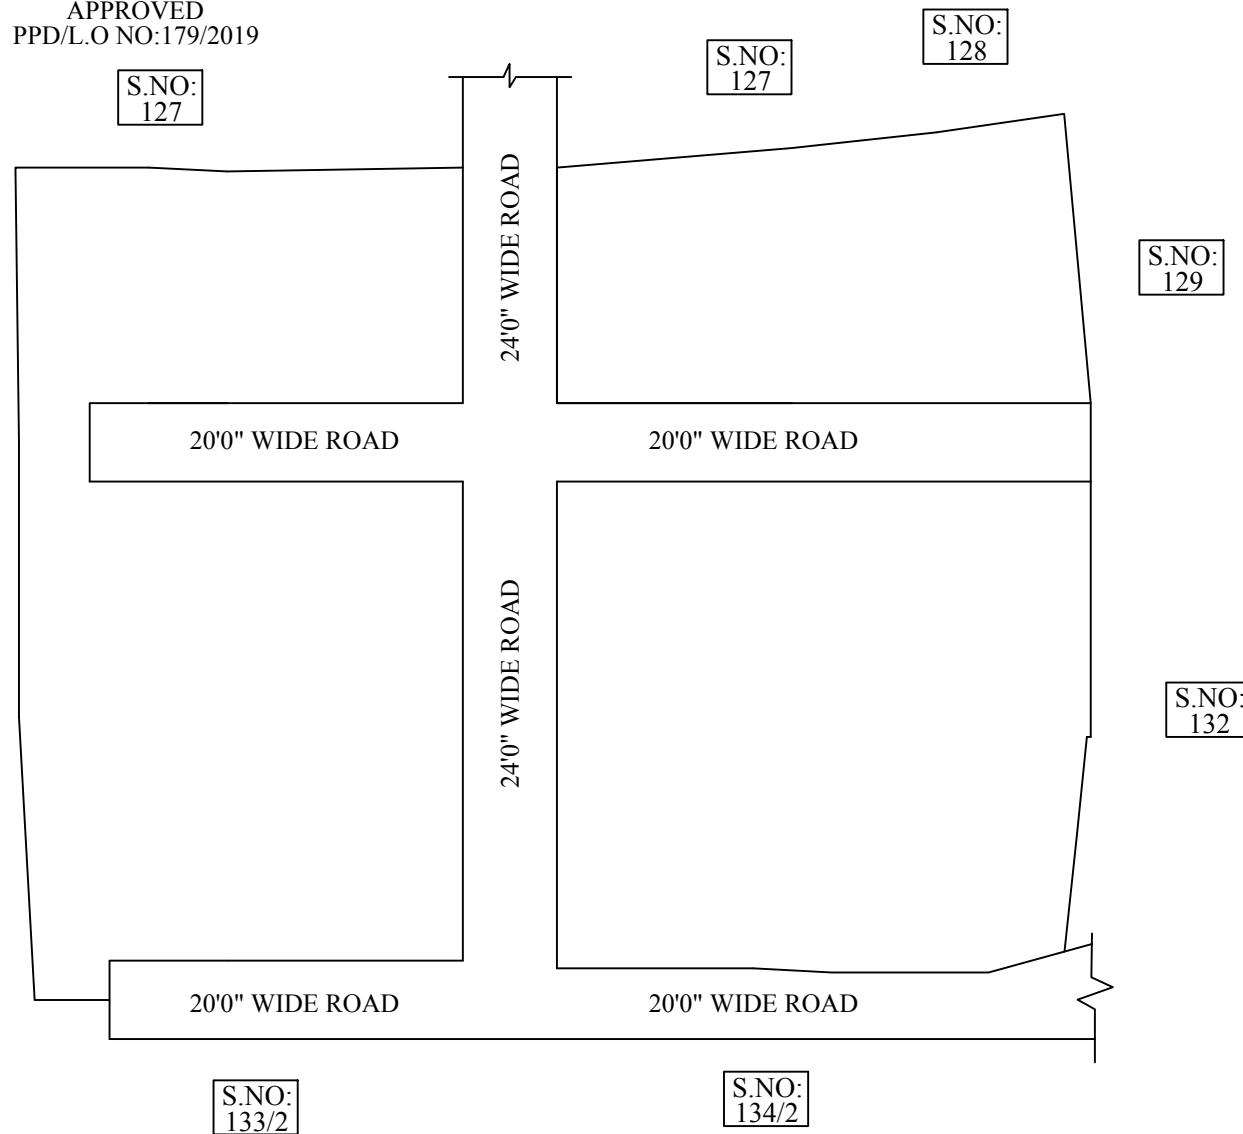 APPROVED
PPD/L.O NO:179/2019
S.NO:
127
S.NO:
127
S.NO:
128
24'0" WIDE ROAD
S.NO:
129
20'0" WIDE ROAD
20'0" WIDE ROAD
24'0" WIDE ROAD
S.NO:
132
20'0" WIDE ROAD
20'0" WIDE ROAD
S.NO:
133/2
S.NO:
134/2